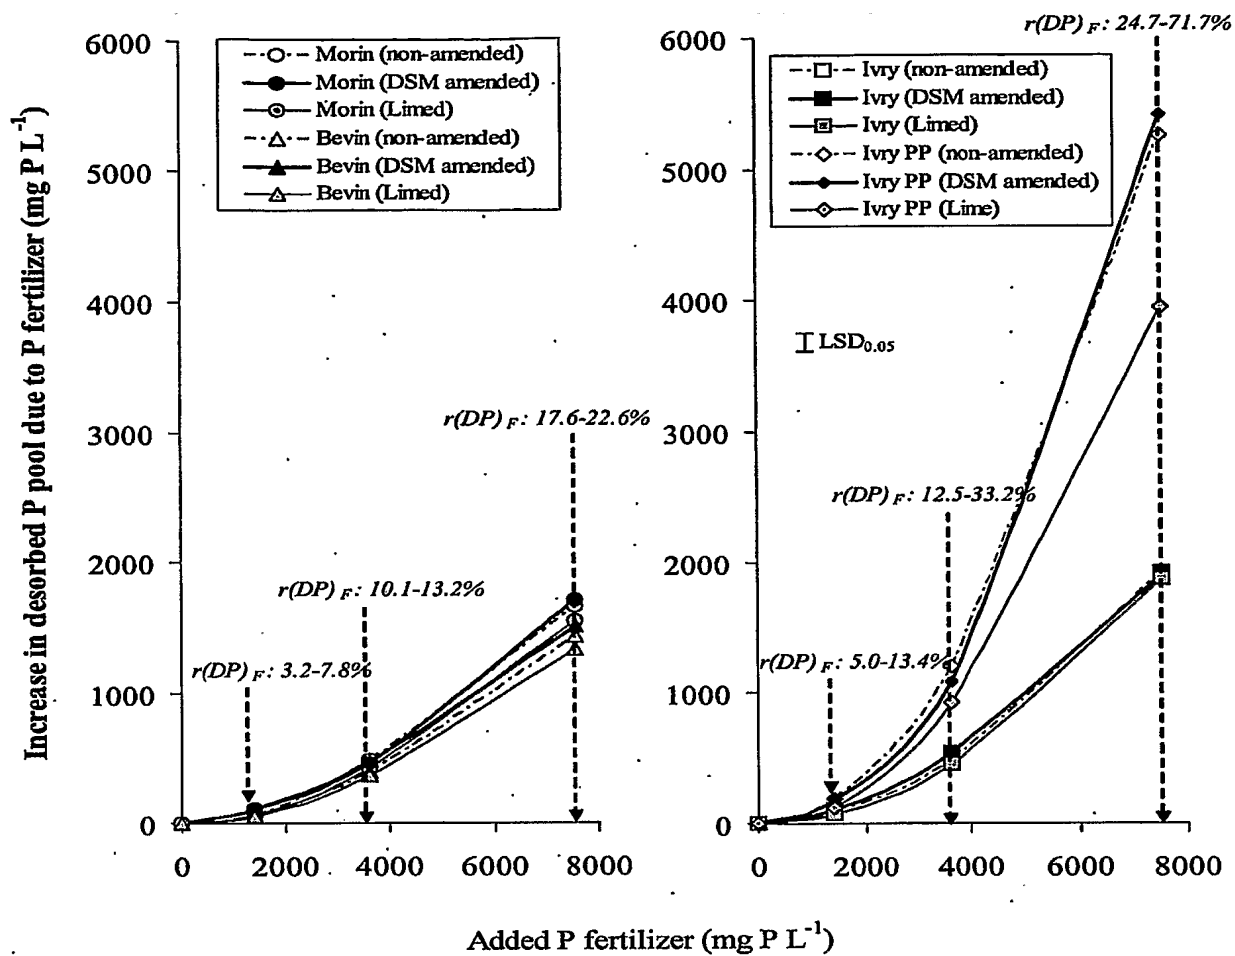 Increase in desorbed P pool due to P fertilizer (mg P L⁻¹)
6000
5000
4000
3000
2000
1000
0
Morin (non-amended)
Morin (DSM amended)
Morin (Limed)
Bevin (non-amended)
Bevin (DSM amended)
Bevin (Limed)
r(DP) F : 17.6-22.6%
r(DP) F : 10.1-13.2%
r(DP) F : 3.2-7.8%
0
2000
4000
6000
8000
r(DP) F : 24.7-71.7%
6000
5000
4000
3000
2000
1000
0
Ivry (non-amended)
Ivry (DSM amended)
Ivry (Limed)
Ivry PP (non-amended)
Ivry PP (DSM amended)
Ivry PP (Lime)
LSD0.05
r(DP) F : 12.5-33.2%
r(DP) F : 5.0-13.4%
0
2000
4000
6000
8000
Added P fertilizer (mg P L⁻¹)